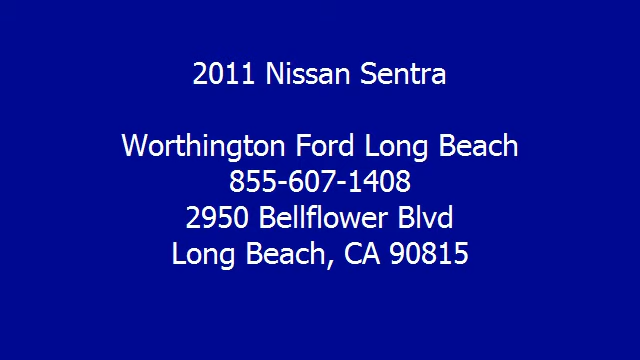 2011 Nissan Sentra
Worthington Ford Long Beach
855-607-1408
2950 Bellflower Blvd
Long Beach, CA 90815